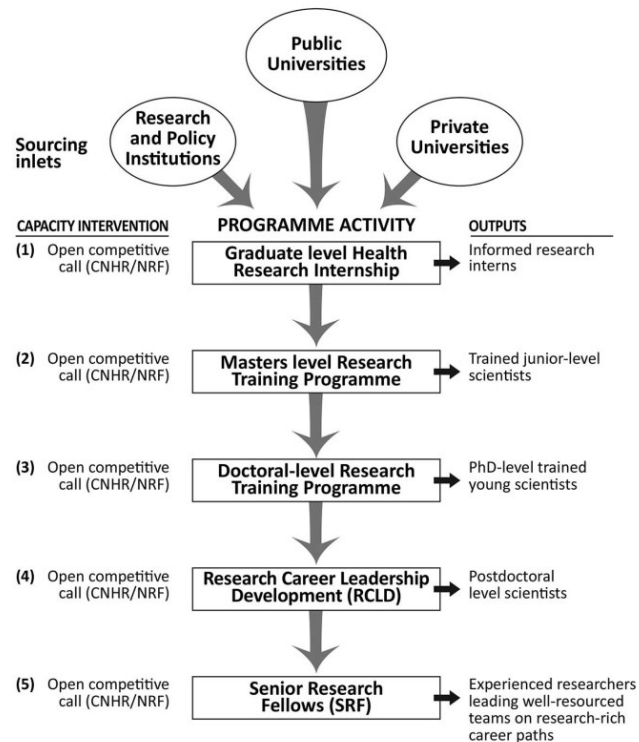 Public
Universities
Research
and Policy
Institutions
Private
Universities
Sourcing
inlets
CAPACITY INTERVENTION
PROGRAMME ACTIVITY
OUTPUTS
(1) Open competitive
call (CNHR/NRF)
Graduate level Health
Research Internship
Informed research
interns
(2) Open competitive
call (CNHR/NRF)
Masters level Research
Training Programme
Trained junior-level
scientists
(3) Open competitive
call (CNHR/NRF)
Doctoral-level Research
Training Programme
PhD-level trained
young scientists
(4) Open competitive
call (CNHR/NRF)
Research Career Leadership
Development (RCLD)
Postdoctoral
level scientists
(5) Open competitive
call (CNHR/NRF)
Senior Research
Fellows (SRF)
Experienced researchers
leading well-resourced
teams on research-rich
career paths